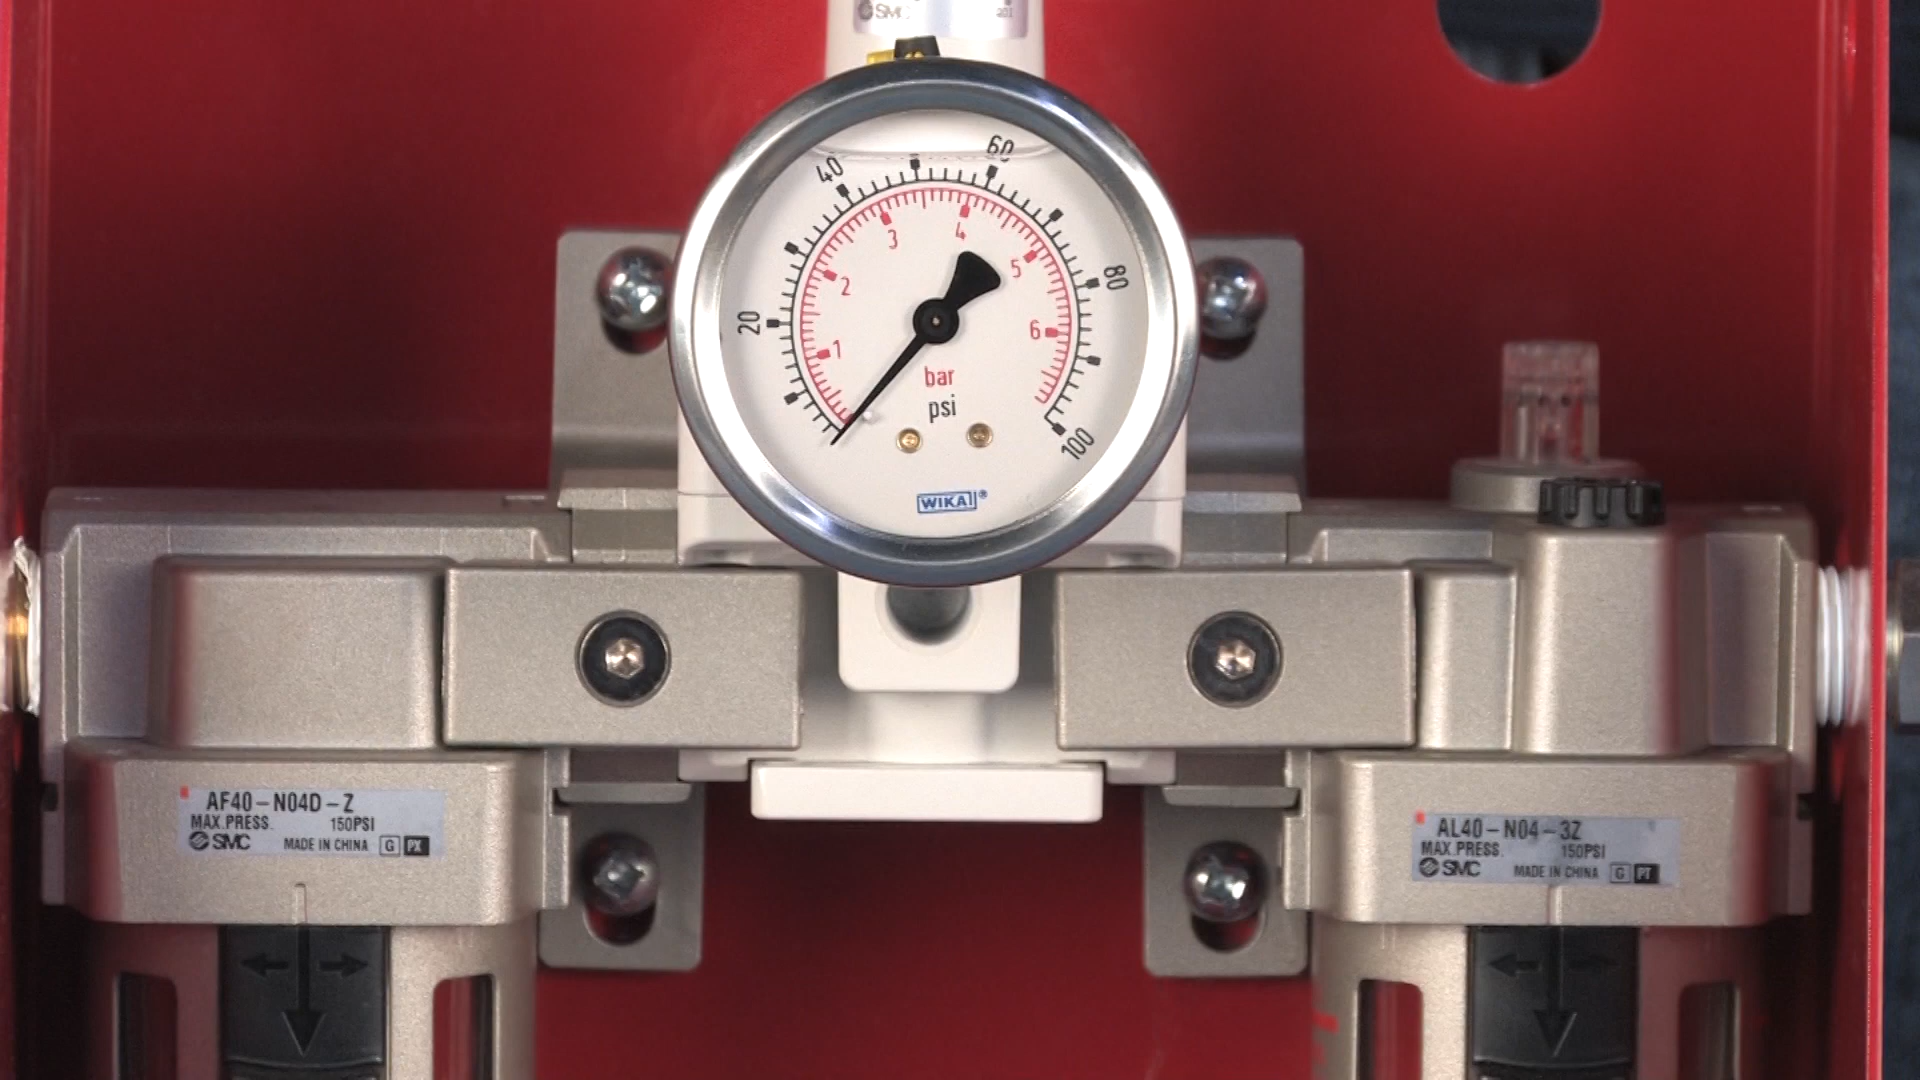 SMC
60
40
3
4
5
80
2
20
6
1
bar
psi
100
WIKA®
AF40-N04D-Z
MAX.PRESS. 150PSI
SMC MADE IN CHINA G PX
AL40-N04-3Z
MAX.PRESS. 150PSI
SMC MADE IN CHINA G PT